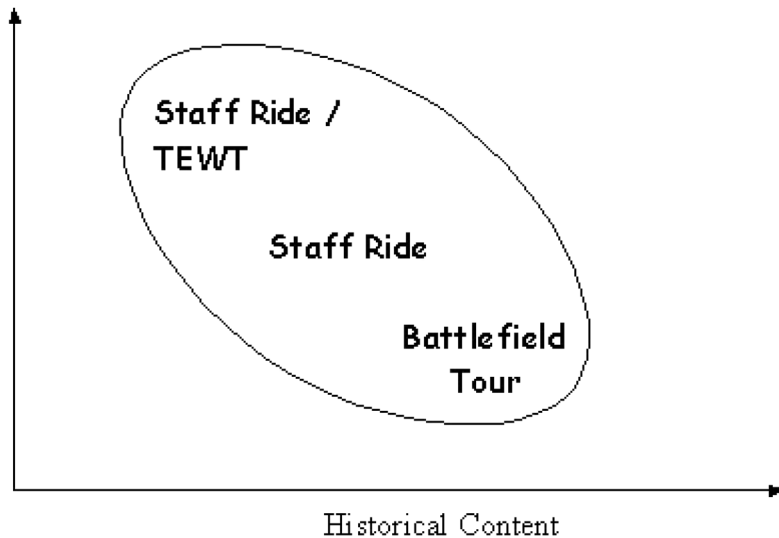 Staff Ride /
TEWT
Staff Ride
Battlefield
Tour
Historical Content